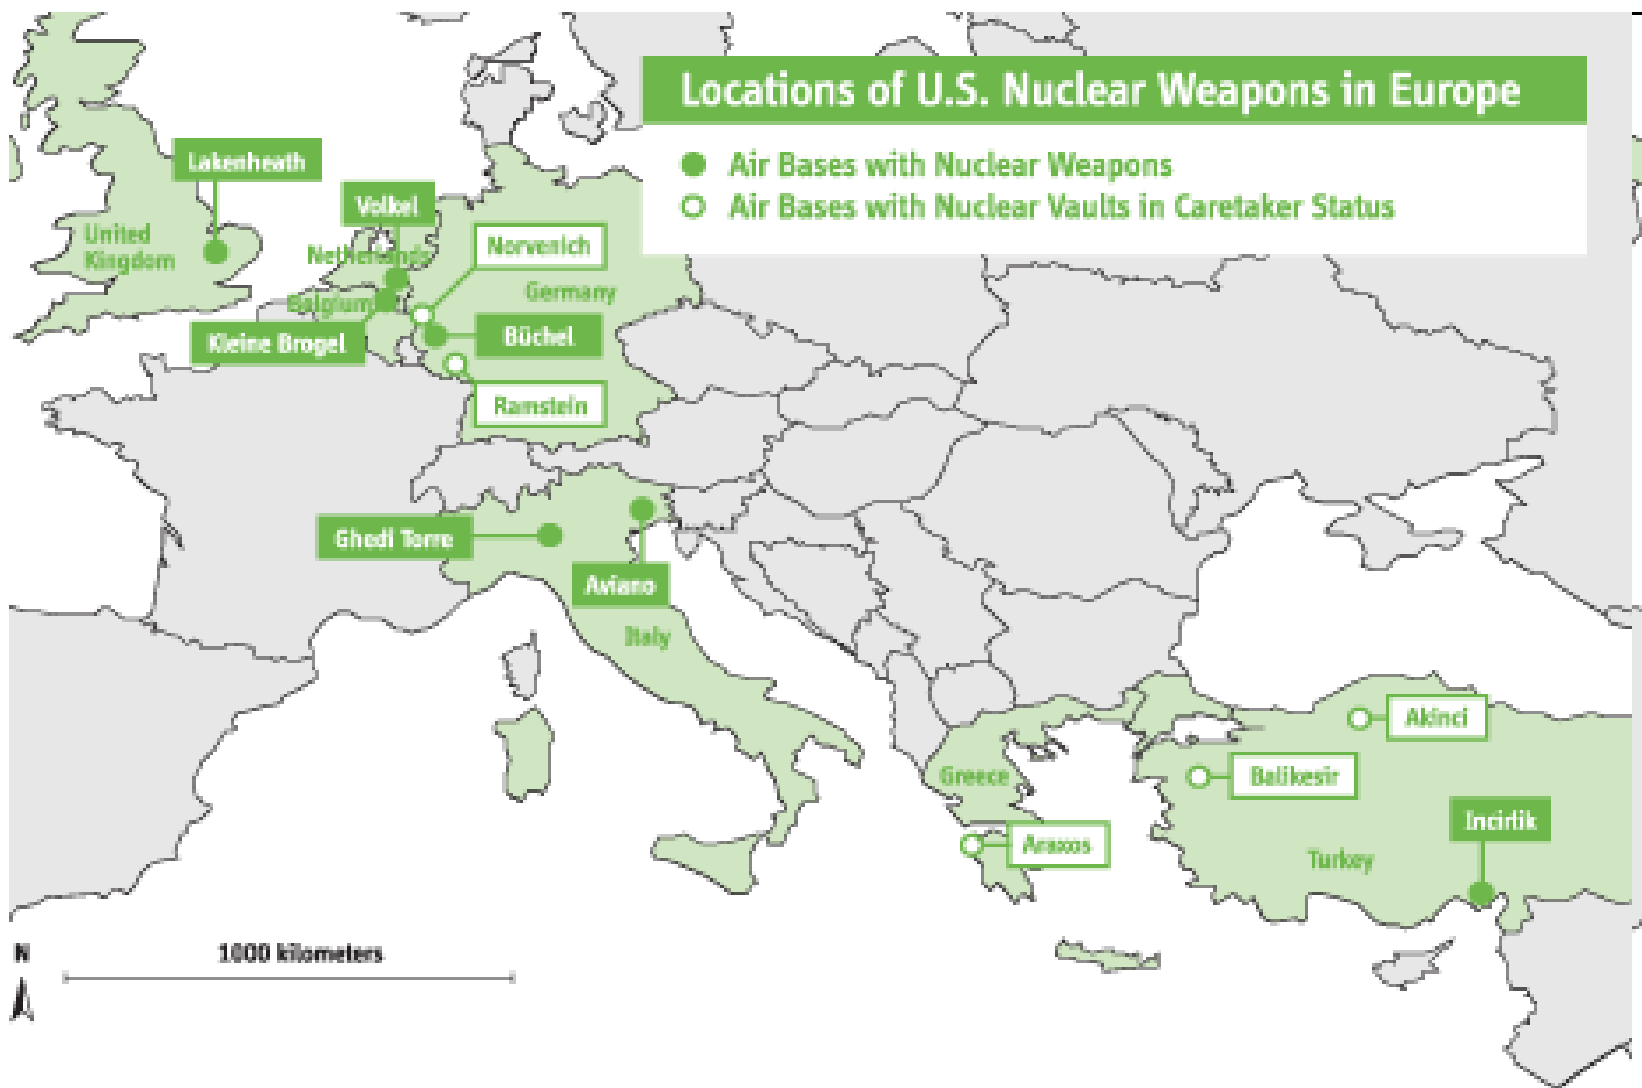 Locations of U.S. Nuclear Weapons in Europe
Air Bases with Nuclear Weapons
Air Bases with Nuclear Vaults in Caretaker Status
Lakenheath
Volkel
United
Kingdom
Norvenich
Netherlands
Germany
Belgium
Kleine Brogel
Büchel
Ramstein
Ghedi Torre
Aviano
Italy
Akinci
Greece
Balikesir
Incirlik
Araxos
Turkey
N
1000 kilometers